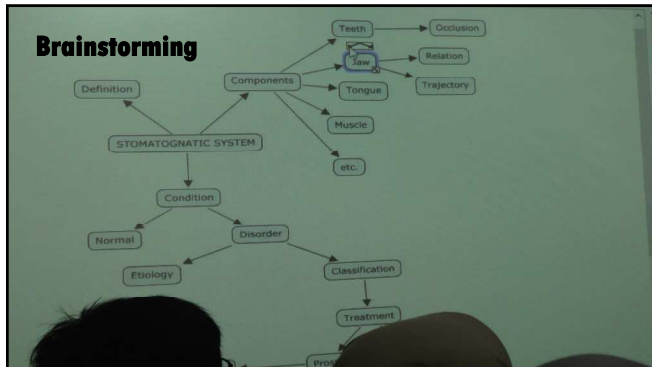 Brainstorming
Teeth
Occlusion
Jaw
Relation
Trajectory
Components
Definition
Tongue
Muscle
STOMATOGNATIC SYSTEM
etc.
Condition
Normal
Disorder
Etiology
Classification
Treatment